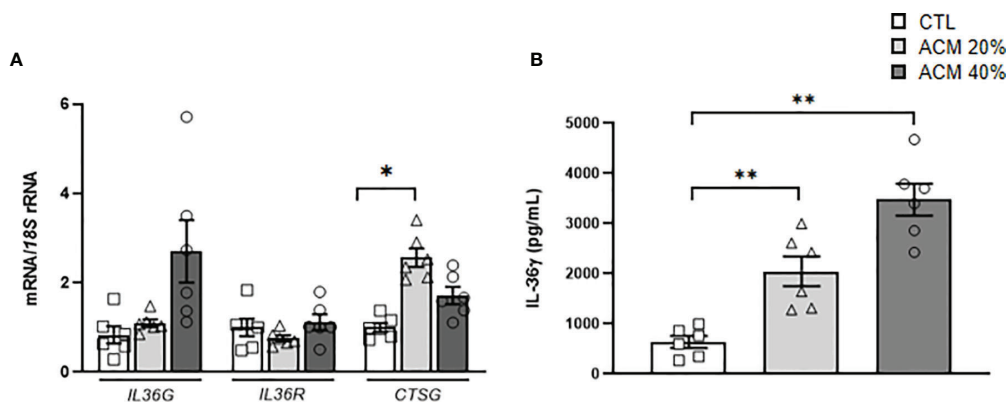 CTL
ACM 20%
ACM 40%
A
6
4
2
0
mRNA/18S rRNA
*
IL36G
IL36R
CTSG
B
5000
4000
3000
2000
1000
0
IL-36γ (pg/mL)
**
**